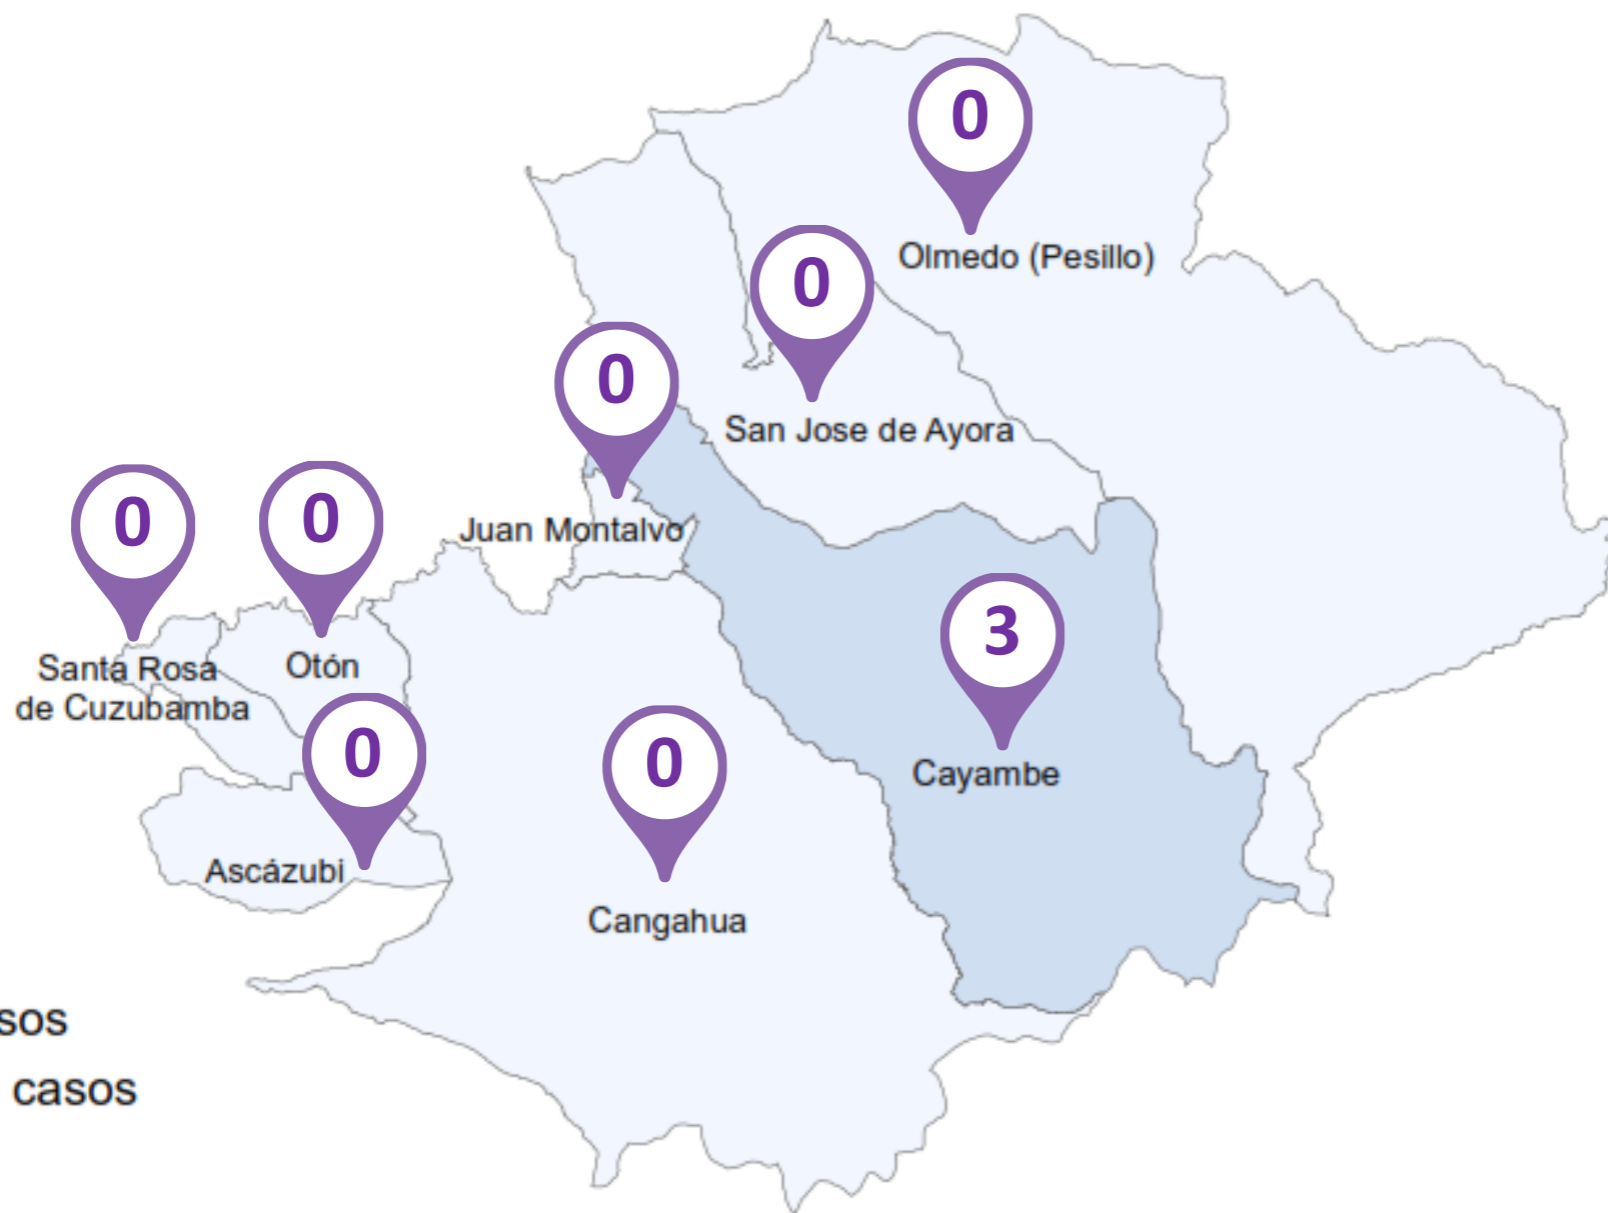 0
Olmedo (Pesillo)
0
San Jose de Ayora
0
Juan Montalvo
0
Santa Rosa
de Cuzubamba
0
Otón
3
Cayambe
0
Ascázubi
0
Cangahua
casos